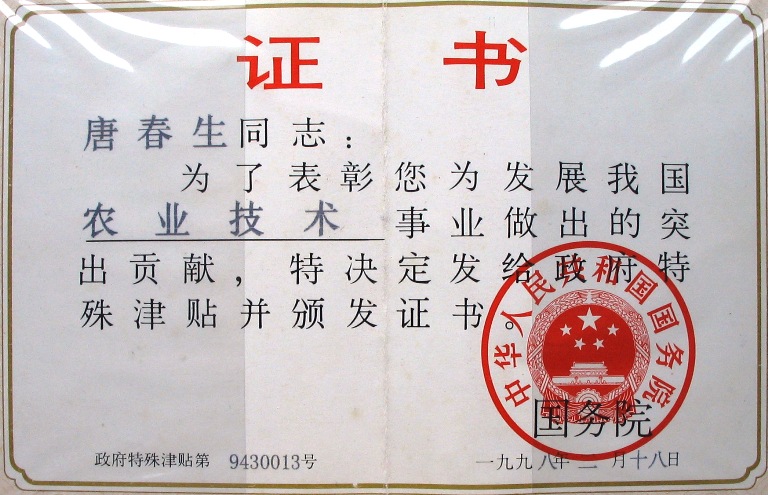 证书
唐春生同志：
为了表彰您为发展我国
农业技术事业做出的突
出贡献，特决定发给政府特
殊津贴并颁发证书。
中华人民共和国国务院
国务院
政府特殊津贴第 9430013号
一九九八年二月十八日